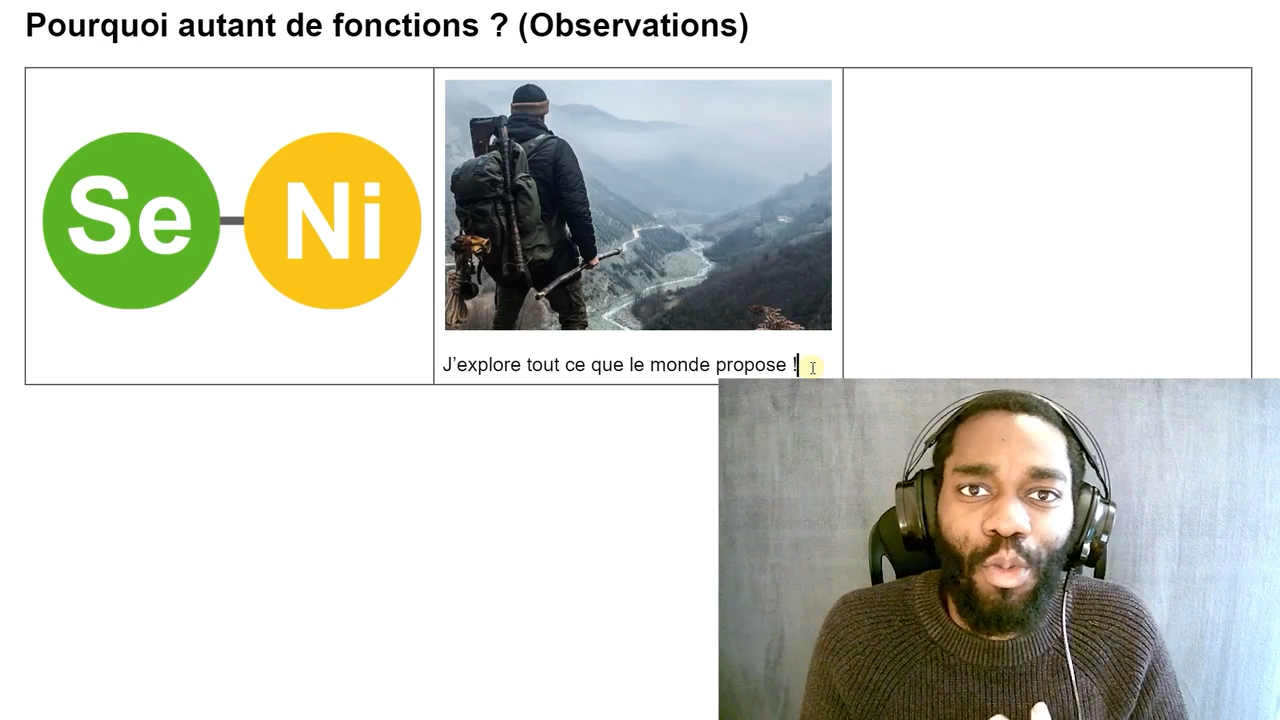 Pourquoi autant de fonctions ? (Observations)
Se
Ni
J’explore tout ce que le monde propose !